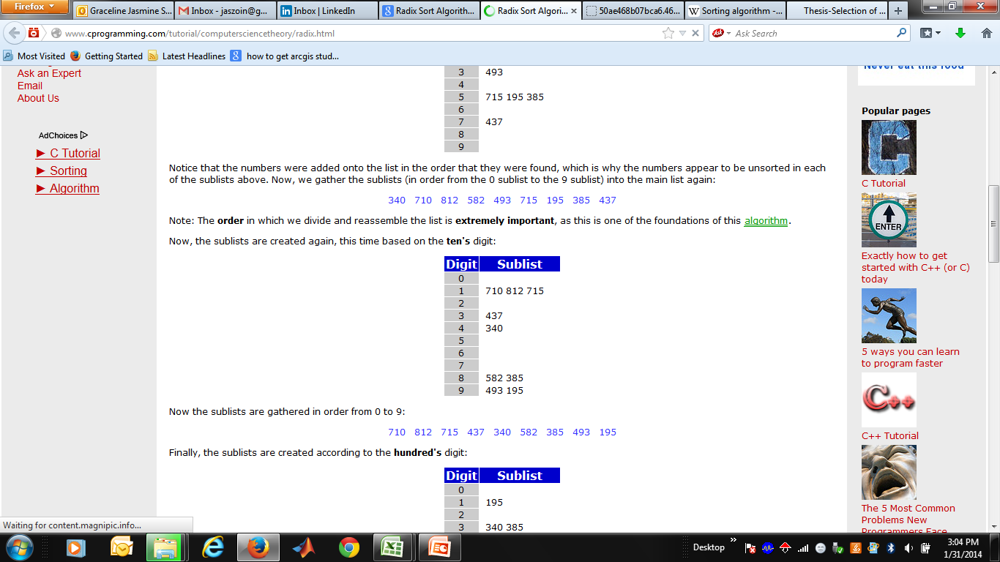 Firefox
Graceline Jasmine S...
Gmail - Inbox - jaszoin@g...
Inbox | LinkedIn
Radix Sort Algorith...
Radix Sort Algori...
50ae468b07bca6.46...
Sorting algorithm -...
Thesis-Selection of ...
www.cprogramming.com/tutorial/computersciencetheory/radix.html
Ask Search
Most Visited
Getting Started
Latest Headlines
how to get arcgis stud...
Ask an Expert
Email
About Us
AdChoices
► C Tutorial
► Sorting
► Algorithm
3 493
4
5 715 195 385
6
7 437
8
9
Notice that the numbers were added onto the list in the order that they were found, which is why the numbers appear to be unsorted in each
of the sublists above. Now, we gather the sublists (in order from the 0 sublist to the 9 sublist) into the main list again:
340 710 812 582 493 715 195 385 437
Note: The order in which we divide and reassemble the list is extremely important, as this is one of the foundations of this algorithm.
Now, the sublists are created again, this time based on the ten's digit:
Digit Sublist
0
1 710 812 715
2
3 437
4 340
5
6
7
8 582 385
9 493 195
Now the sublists are gathered in order from 0 to 9:
710 812 715 437 340 582 385 493 195
Finally, the sublists are created according to the hundred's digit:
Digit Sublist
0
1 195
2
3 340 385
Never eat this food
Popular pages
C Tutorial
ENTER
Exactly how to get
started with C++ (or C)
today
5 ways you can learn
to program faster
C++
C++ Tutorial
The 5 Most Common
Problems New
Programmers Face
Waiting for content.magnipic.info...
Desktop
3:04 PM
1/31/2014